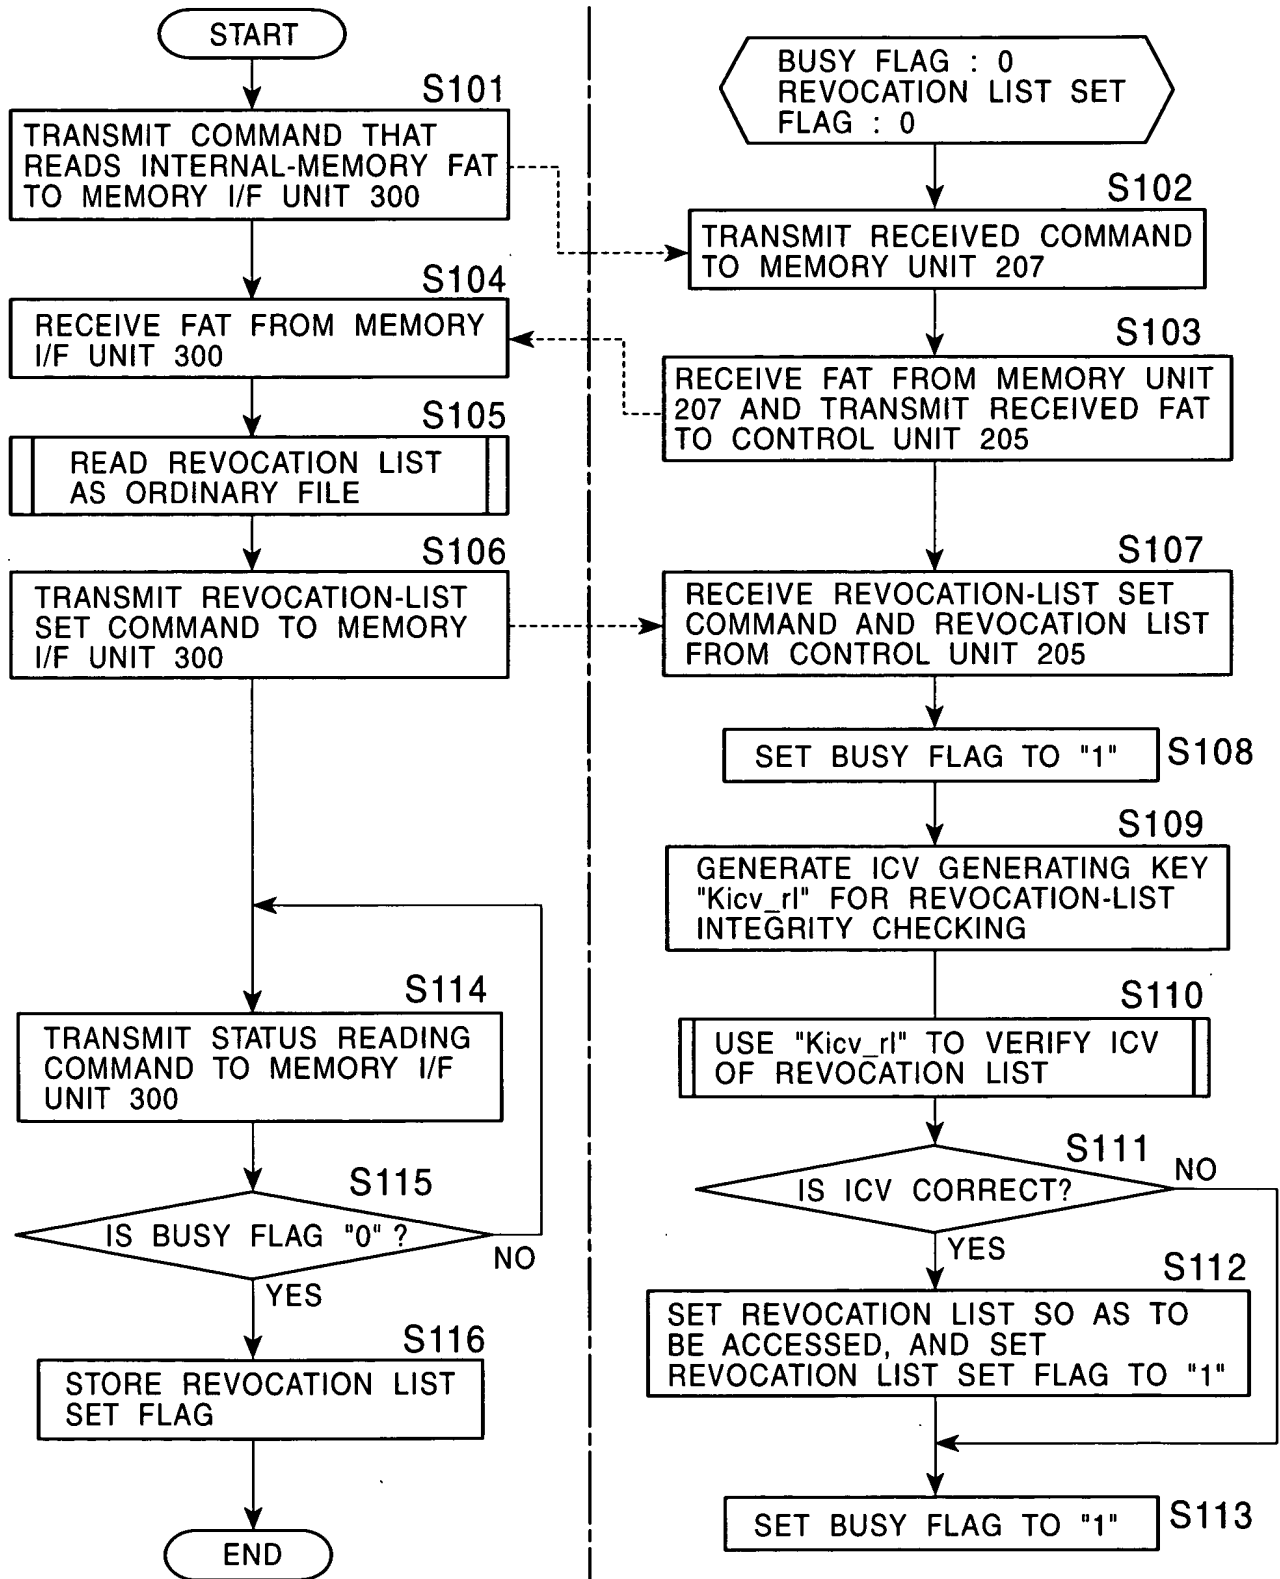 START
S101
TRANSMIT COMMAND THAT
READS INTERNAL-MEMORY FAT
TO MEMORY I/F UNIT 300
S104
RECEIVE FAT FROM MEMORY
I/F UNIT 300
S105
READ REVOCATION LIST
AS ORDINARY FILE
S106
TRANSMIT REVOCATION-LIST
SET COMMAND TO MEMORY
I/F UNIT 300
S114
TRANSMIT STATUS READING
COMMAND TO MEMORY I/F
UNIT 300
S115
IS BUSY FLAG "0" ?
NO
YES
S116
STORE REVOCATION LIST
SET FLAG
END
BUSY FLAG : 0
REVOCATION LIST SET
FLAG : 0
S102
TRANSMIT RECEIVED COMMAND
TO MEMORY UNIT 207
S103
RECEIVE FAT FROM MEMORY UNIT
207 AND TRANSMIT RECEIVED FAT
TO CONTROL UNIT 205
S107
RECEIVE REVOCATION-LIST SET
COMMAND AND REVOCATION LIST
FROM CONTROL UNIT 205
SET BUSY FLAG TO "1" S108
S109
GENERATE ICV GENERATING KEY
"Kicv_rl" FOR REVOCATION-LIST
INTEGRITY CHECKING
S110
USE "Kicv_rl" TO VERIFY ICV
OF REVOCATION LIST
S111
IS ICV CORRECT?
NO
YES
S112
SET REVOCATION LIST SO AS TO
BE ACCESSED, AND SET
REVOCATION LIST SET FLAG TO "1"
SET BUSY FLAG TO "1" S113